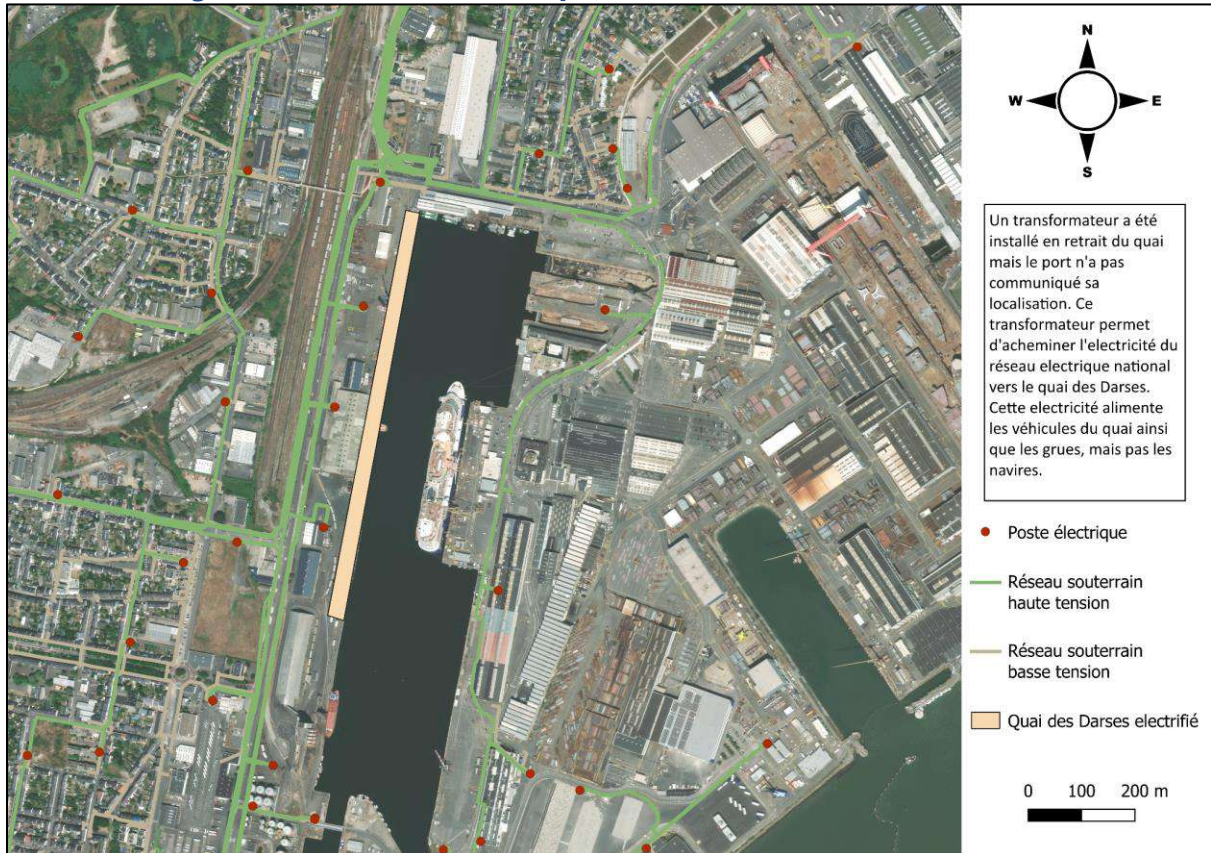 N
W
E
S
Un transformateur a été
installé en retrait du quai
mais le port n'a pas
communiqué sa
localisation. Ce
transformateur permet
d'acheminer l'electricité du
réseau electrique national
vers le quai des Darses.
Cette electricité alimente
les véhicules du quai ainsi
que les grues, mais pas les
navires.
Poste électrique
Réseau souterrain
haute tension
Réseau souterrain
basse tension
Quai des Darses electrifié
0 100 200 m